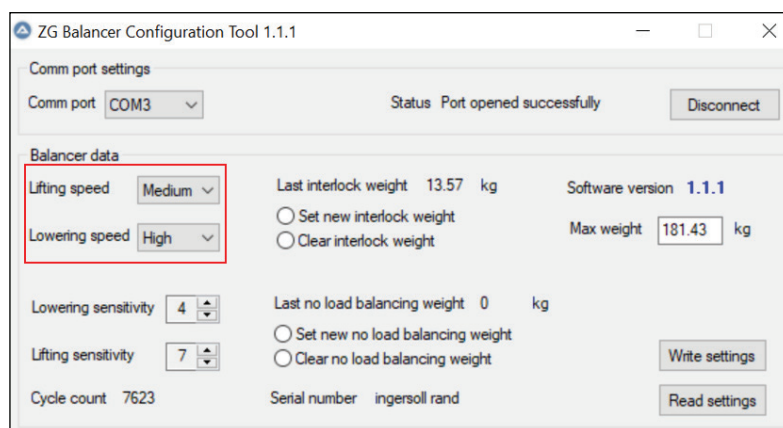 ZG Balancer Configuration Tool 1.1.1
Comm port settings
Comm port COM3 Status Port opened successfully Disconnect
Balancer data
Lifting speed Medium Last interlock weight 13.57 kg Software version 1.1.1
Set new interlock weight
Lowering speed High Clear interlock weight Max weight 181.43 kg
Lowering sensitivity 4 Last no load balancing weight 0 kg
Set new no load balancing weight
Lifting sensitivity 7 Clear no load balancing weight Write settings
Cycle count 7623 Serial number ingersoll rand Read settings